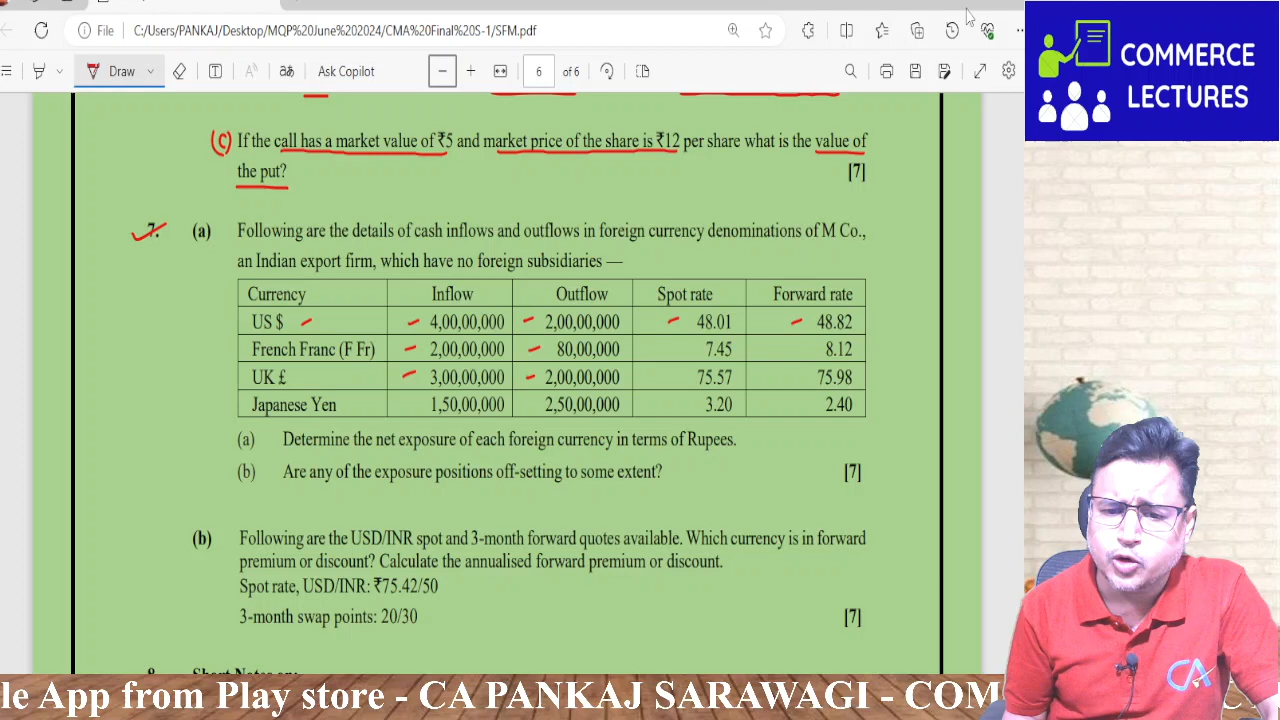 File C:/Users/PANKAJ/Desktop/MQP%20June%202024/CMA%20Final%20S-1/SFM.pdf
Draw Ask Copilot 6 of 6
COMMERCE
LECTURES
(C) If the call has a market value of ₹5 and market price of the share is ₹12 per share what is the value of
the put? [7]
7. (a) Following are the details of cash inflows and outflows in foreign currency denominations of M Co.,
an Indian export firm, which have no foreign subsidiaries —
Currency Inflow Outflow Spot rate Forward rate
US $ 4,00,00,000 2,00,00,000 48.01 48.82
French Franc (F Fr) 2,00,00,000 80,00,000 7.45 8.12
UK £ 3,00,00,000 2,00,00,000 75.57 75.98
Japanese Yen 1,50,00,000 2,50,00,000 3.20 2.40
(a) Determine the net exposure of each foreign currency in terms of Rupees.
(b) Are any of the exposure positions off-setting to some extent? [7]
(b) Following are the USD/INR spot and 3-month forward quotes available. Which currency is in forward
premium or discount? Calculate the annualised forward premium or discount.
Spot rate, USD/INR: ₹75.42/50
3-month swap points: 20/30 [7]
CA
le App from Play store - CA PANKAJ SARAWAGI - COM